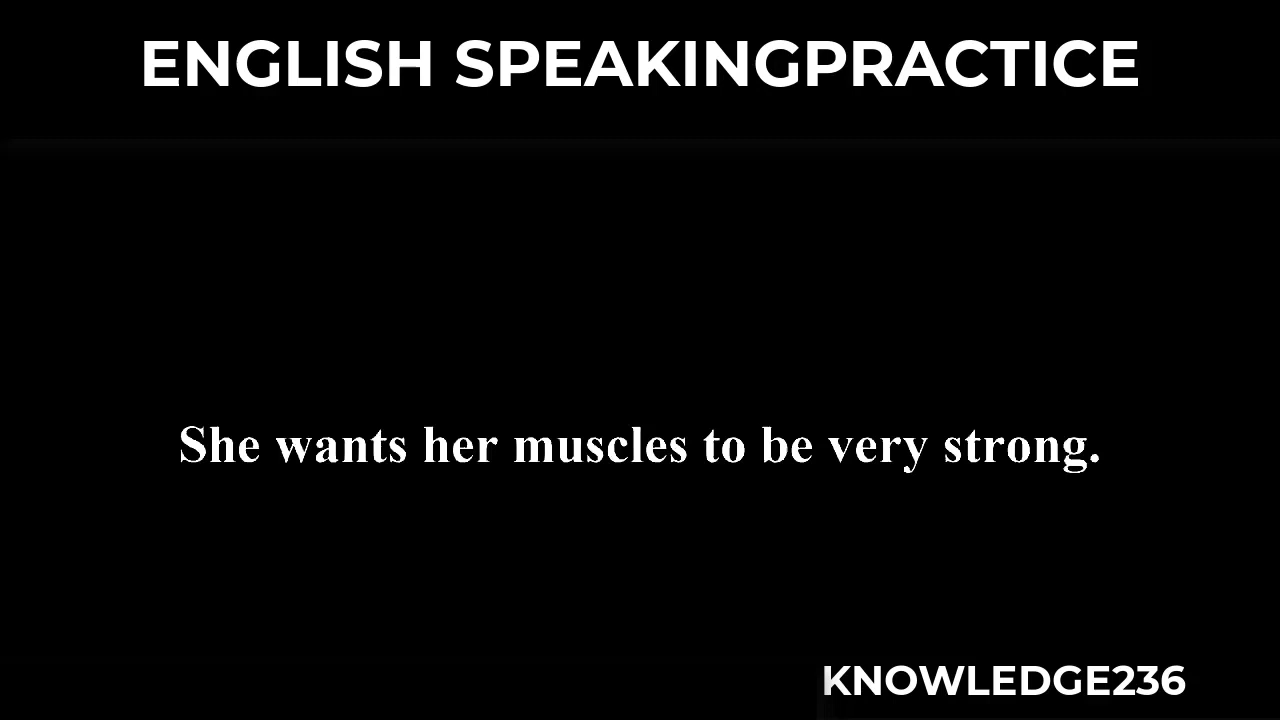 ENGLISH SPEAKINGPRACTICE
She wants her muscles to be very strong.
KNOWLEDGE236